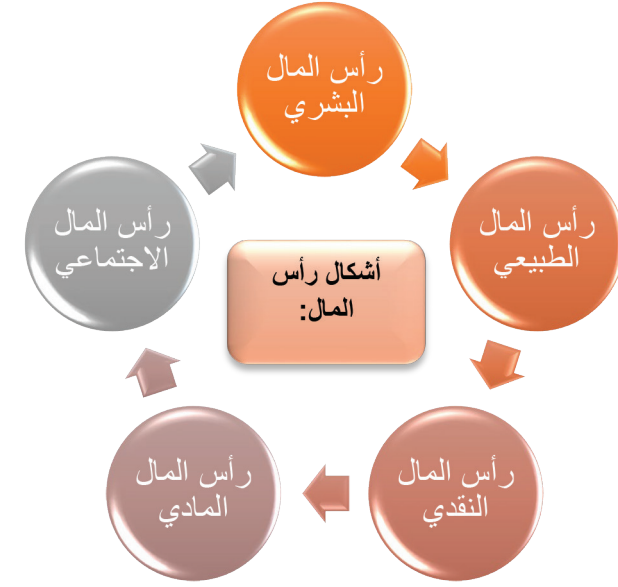 رأس المال
البشري
رأس المال
الطبيعي
رأس المال
النقدي
رأس المال
المادي
رأس المال
الاجتماعي
أشكال رأس
المال: